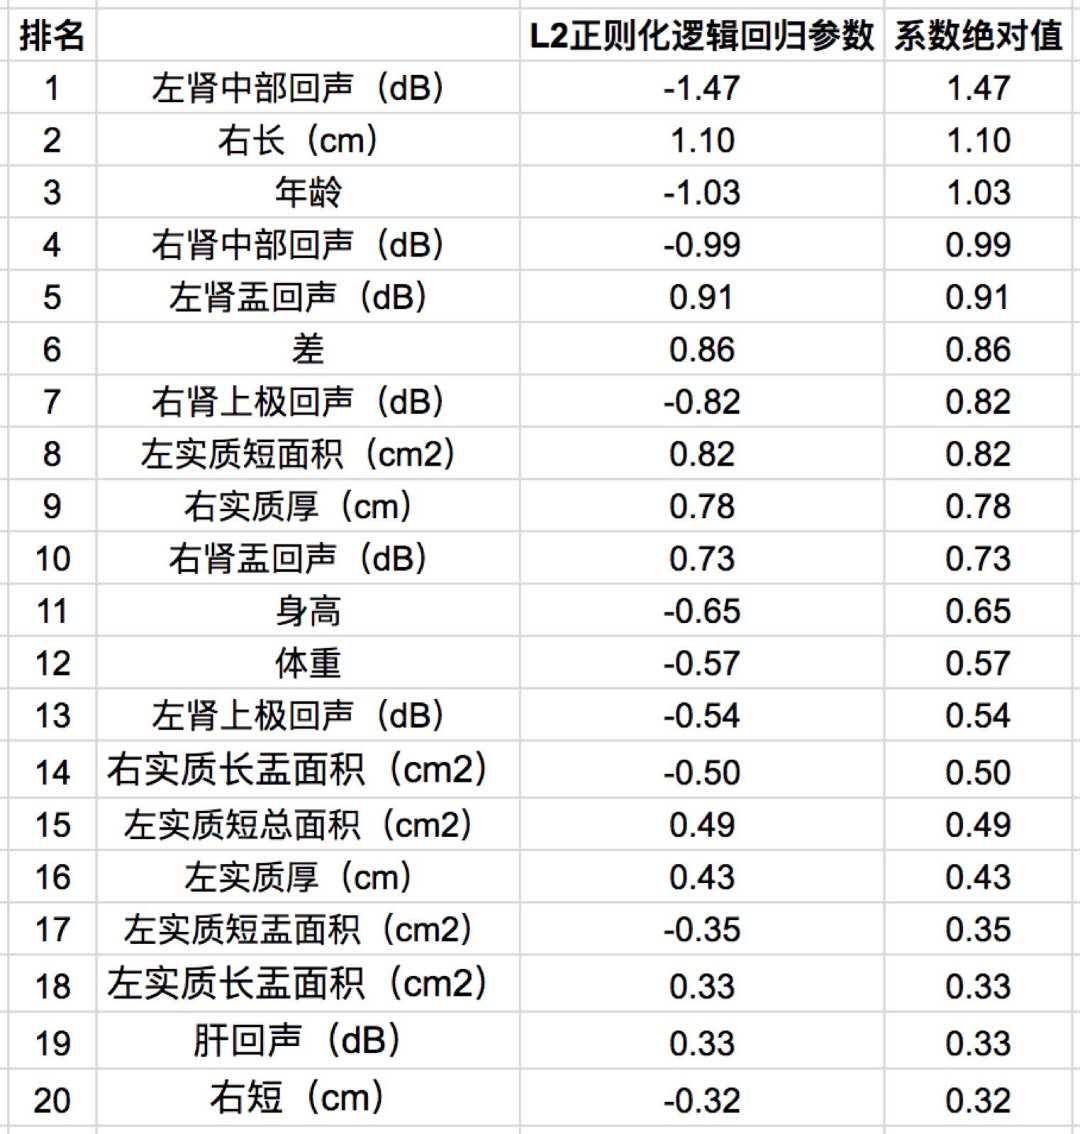 排名 L2正则化逻辑回归参数 系数绝对值
1 左肾中部回声（dB） -1.47 1.47
2 右长（cm） 1.10 1.10
3 年龄 -1.03 1.03
4 右肾中部回声（dB） -0.99 0.99
5 左肾盂回声（dB） 0.91 0.91
6 差 0.86 0.86
7 右肾上极回声（dB） -0.82 0.82
8 左实质短面积（cm2） 0.82 0.82
9 右实质厚（cm） 0.78 0.78
10 右肾盂回声（dB） 0.73 0.73
11 身高 -0.65 0.65
12 体重 -0.57 0.57
13 左肾上极回声（dB） -0.54 0.54
14 右实质长盂面积（cm2） -0.50 0.50
15 左实质短总面积（cm2） 0.49 0.49
16 左实质厚（cm） 0.43 0.43
17 左实质短盂面积（cm2） -0.35 0.35
18 左实质长盂面积（cm2） 0.33 0.33
19 肝回声（dB） 0.33 0.33
20 右短（cm） -0.32 0.32